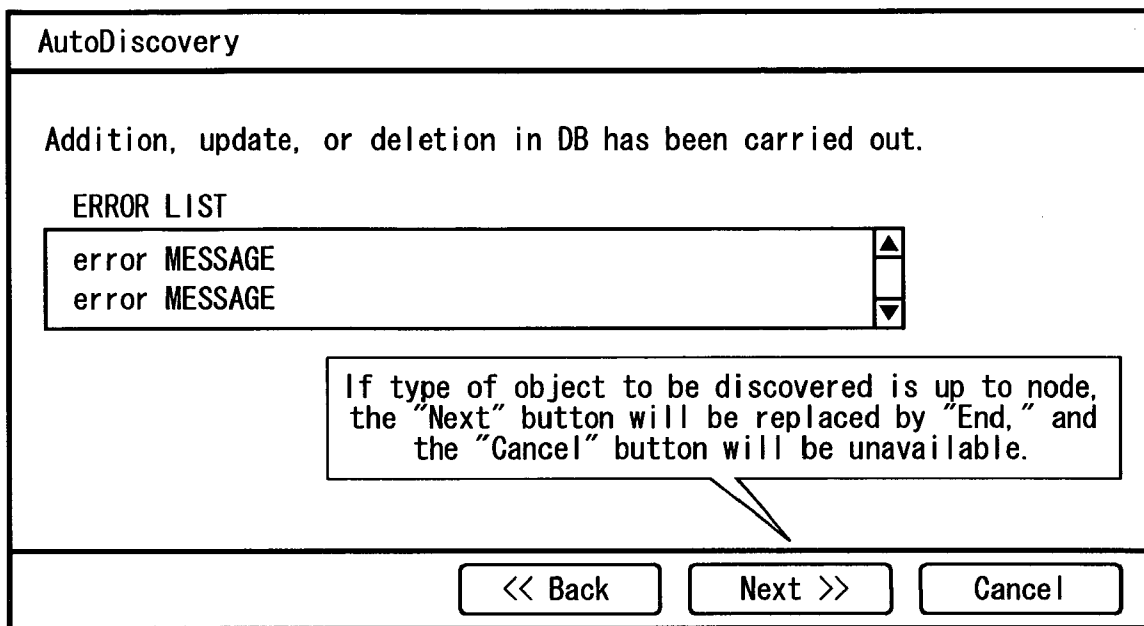 AutoDiscovery
Addition, update, or deletion in DB has been carried out.
ERROR LIST
error MESSAGE
error MESSAGE
If type of object to be discovered is up to node,
the "Next" button will be replaced by "End," and
the "Cancel" button will be unavailable.
<< Back
Next >>
Cancel